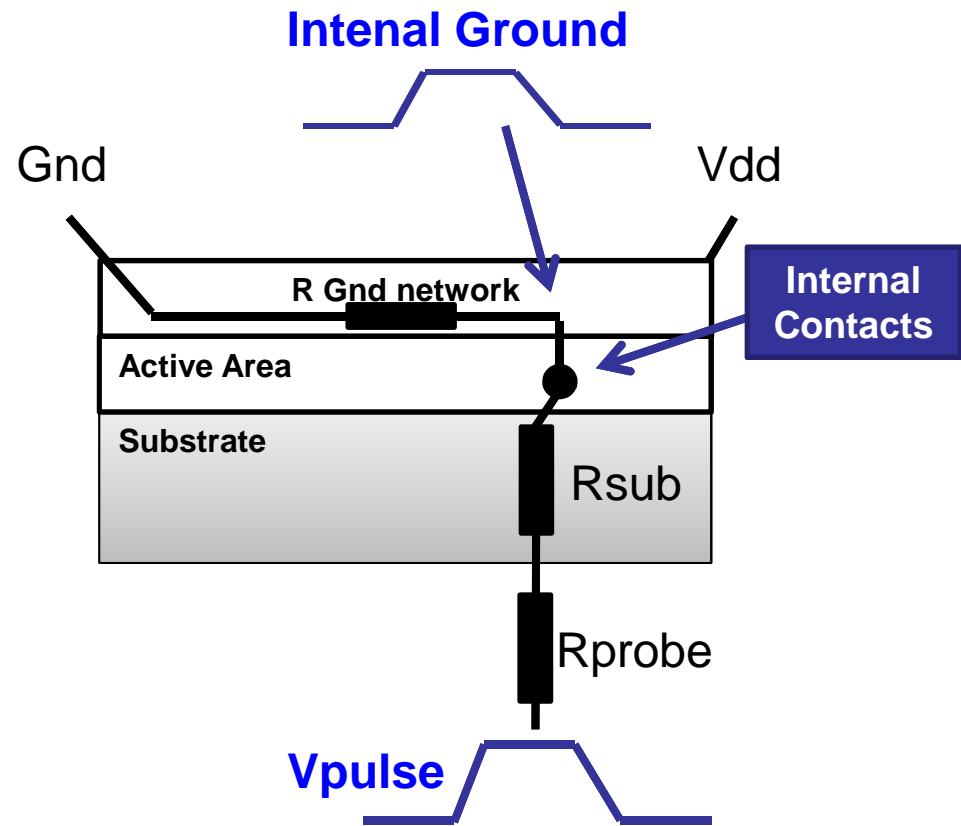 Intenal Ground
Gnd
Vdd
R Gnd network
Internal
Contacts
Active Area
Substrate
Rsub
Rprobe
Vpulse